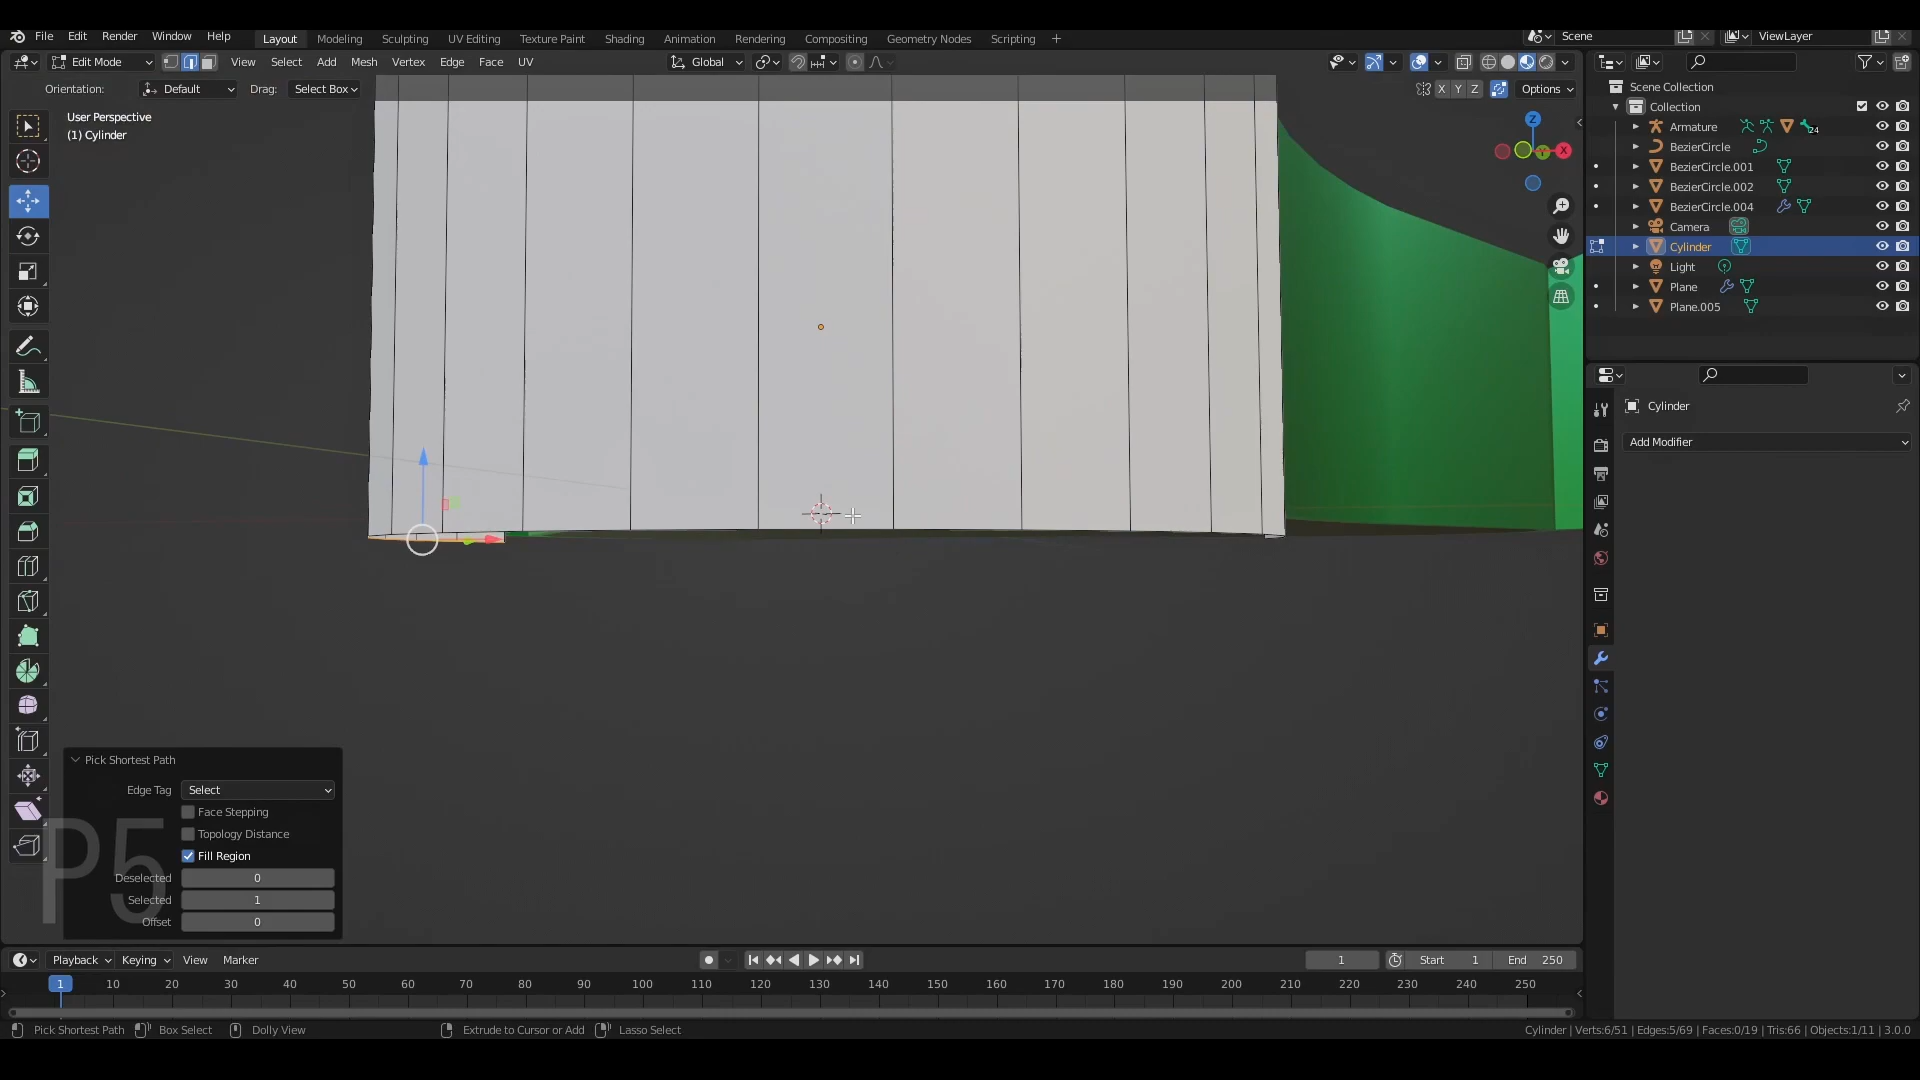 File Edit Render Window Help Layout Modeling Sculpting UV Editing Texture Paint Shading Animation Rendering Compositing Geometry Nodes Scripting + Scene ViewLayer
Edit Mode View Select Add Mesh Vertex Edge Face UV Global
Orientation: Default Drag: Select Box X Y Z Options
User Perspective
(1) Cylinder
Z
X
Scene Collection
Collection
Armature 24
BezierCircle
BezierCircle.001
BezierCircle.002
BezierCircle.004
Camera
Cylinder
Light
Plane
Plane.005
Cylinder
Add Modifier
Pick Shortest Path
Edge Tag Select
Face Stepping
Topology Distance
Fill Region
Deselected 0
Selected 1
Offset 0
P5
Playback Keying View Marker 1 Start 1 End 250
1 10 20 30 40 50 60 70 80 90 100 110 120 130 140 150 160 170 180 190 200 210 220 230 240 250
Pick Shortest Path Box Select Dolly View Extrude to Cursor or Add Lasso Select Cylinder | Verts:6/51 | Edges:5/69 | Faces:0/19 | Tris:66 | Objects:1/11 | 3.0.0